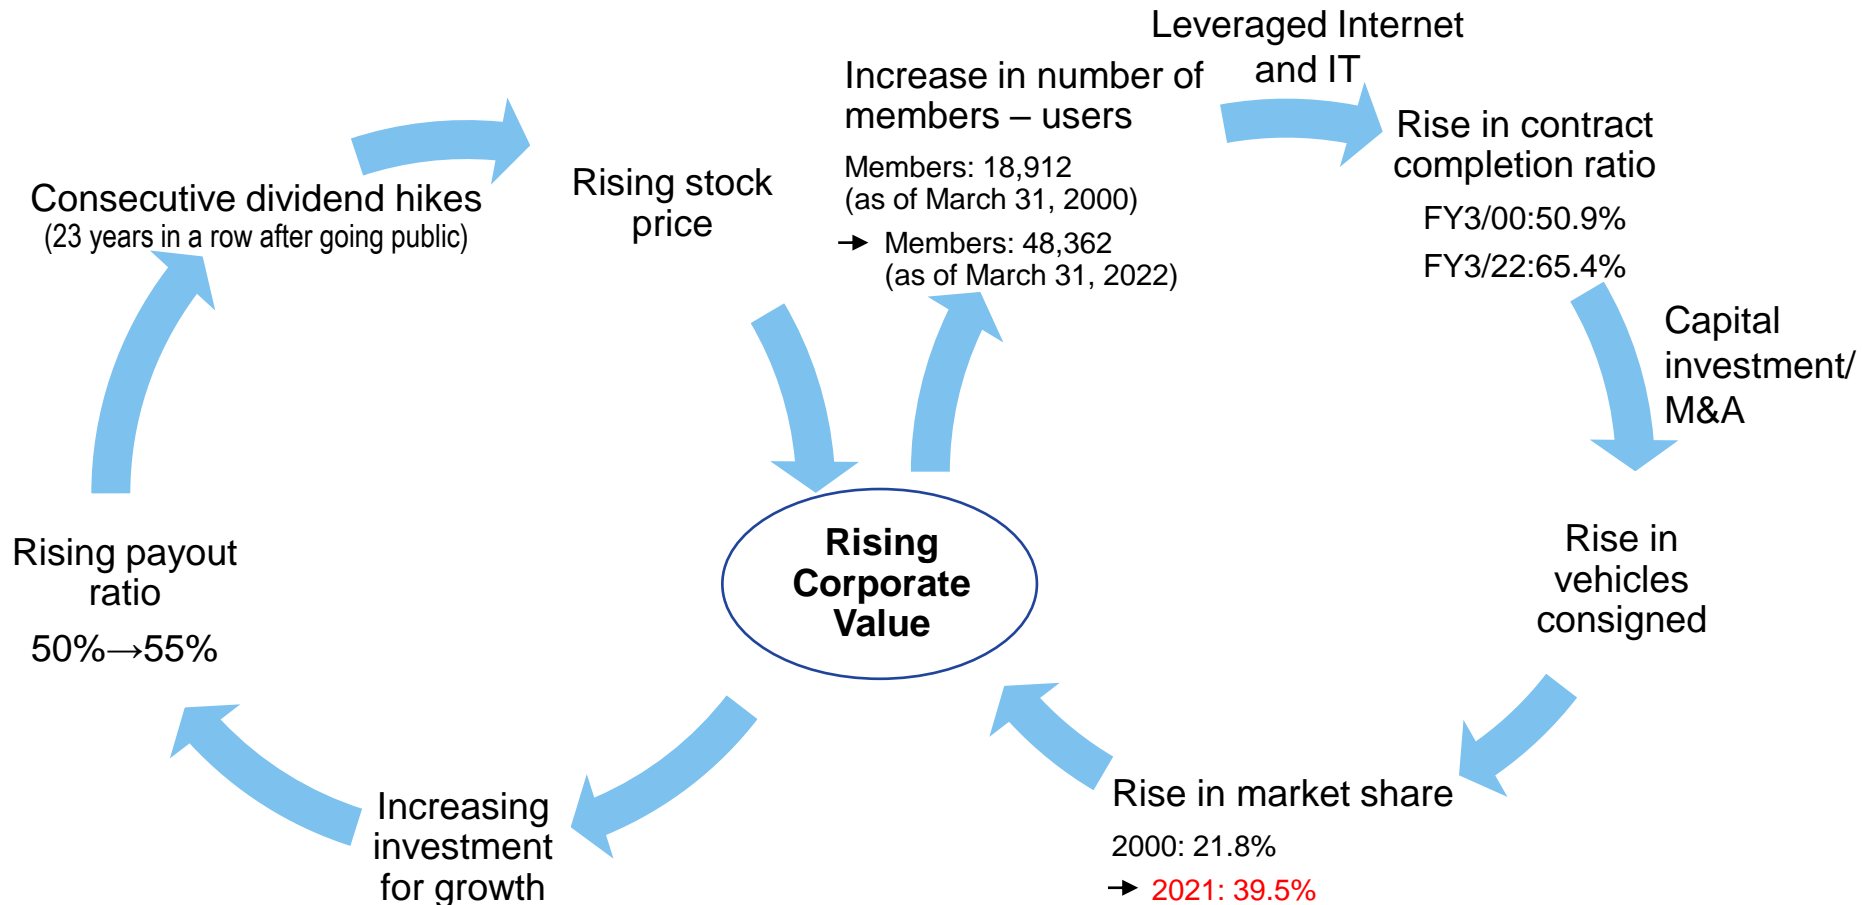 Leveraged Internet
and IT
Increase in number of
members – users
Members: 18,912
(as of March 31, 2000)
→ Members: 48,362
(as of March 31, 2022)
Rise in contract
completion ratio
FY3/00:50.9%
FY3/22:65.4%
Capital
investment/
M&A
Rise in
vehicles
consigned
Rise in market share
2000: 21.8%
→ 2021: 39.5%
Rising
Corporate
Value
Increasing
investment
for growth
Rising payout
ratio
50%→55%
Consecutive dividend hikes
(23 years in a row after going public)
Rising stock
price